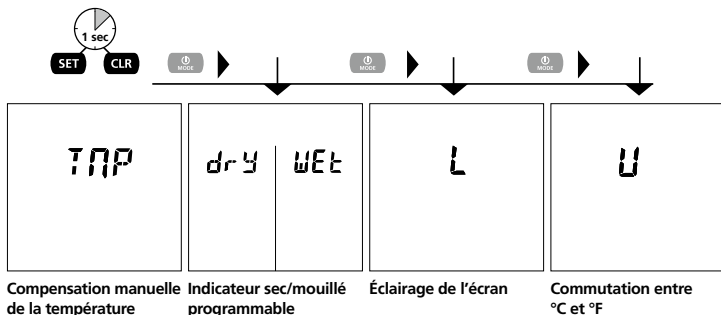 1 sec
SET CLR MODE MODE MODE
TMP dry WEt L U
Compensation manuelle Indicateur sec/mouillé Éclairage de l'écran Commutation entre
de la température programmable °C et °F